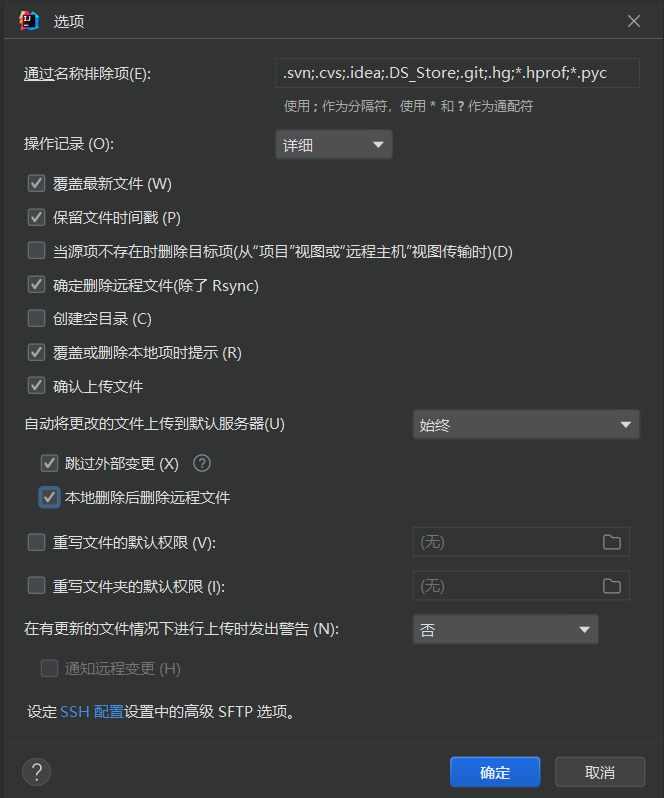 选项
通过名称排除项(E):
.svn;.cvs;.idea;.DS_Store;.git;.hg;*.hprof;*.pyc
使用 ; 作为分隔符，使用 * 和 ? 作为通配符
操作记录 (O):
详细
覆盖最新文件 (W)
保留文件时间戳 (P)
当源项不存在时删除目标项(从“项目”视图或“远程主机”视图传输时)(D)
确定删除远程文件(除了 Rsync)
创建空目录 (C)
覆盖或删除本地项时提示 (R)
确认上传文件
自动将更改的文件上传到默认服务器(U)
始终
跳过外部变更 (X) ?
本地删除后删除远程文件
重写文件的默认权限 (V):
(无)
重写文件夹的默认权限 (I):
(无)
在有更新的文件情况下进行上传时发出警告 (N):
否
通知远程变更 (H)
设定 SSH 配置设置中的高级 SFTP 选项。
?
确定
取消